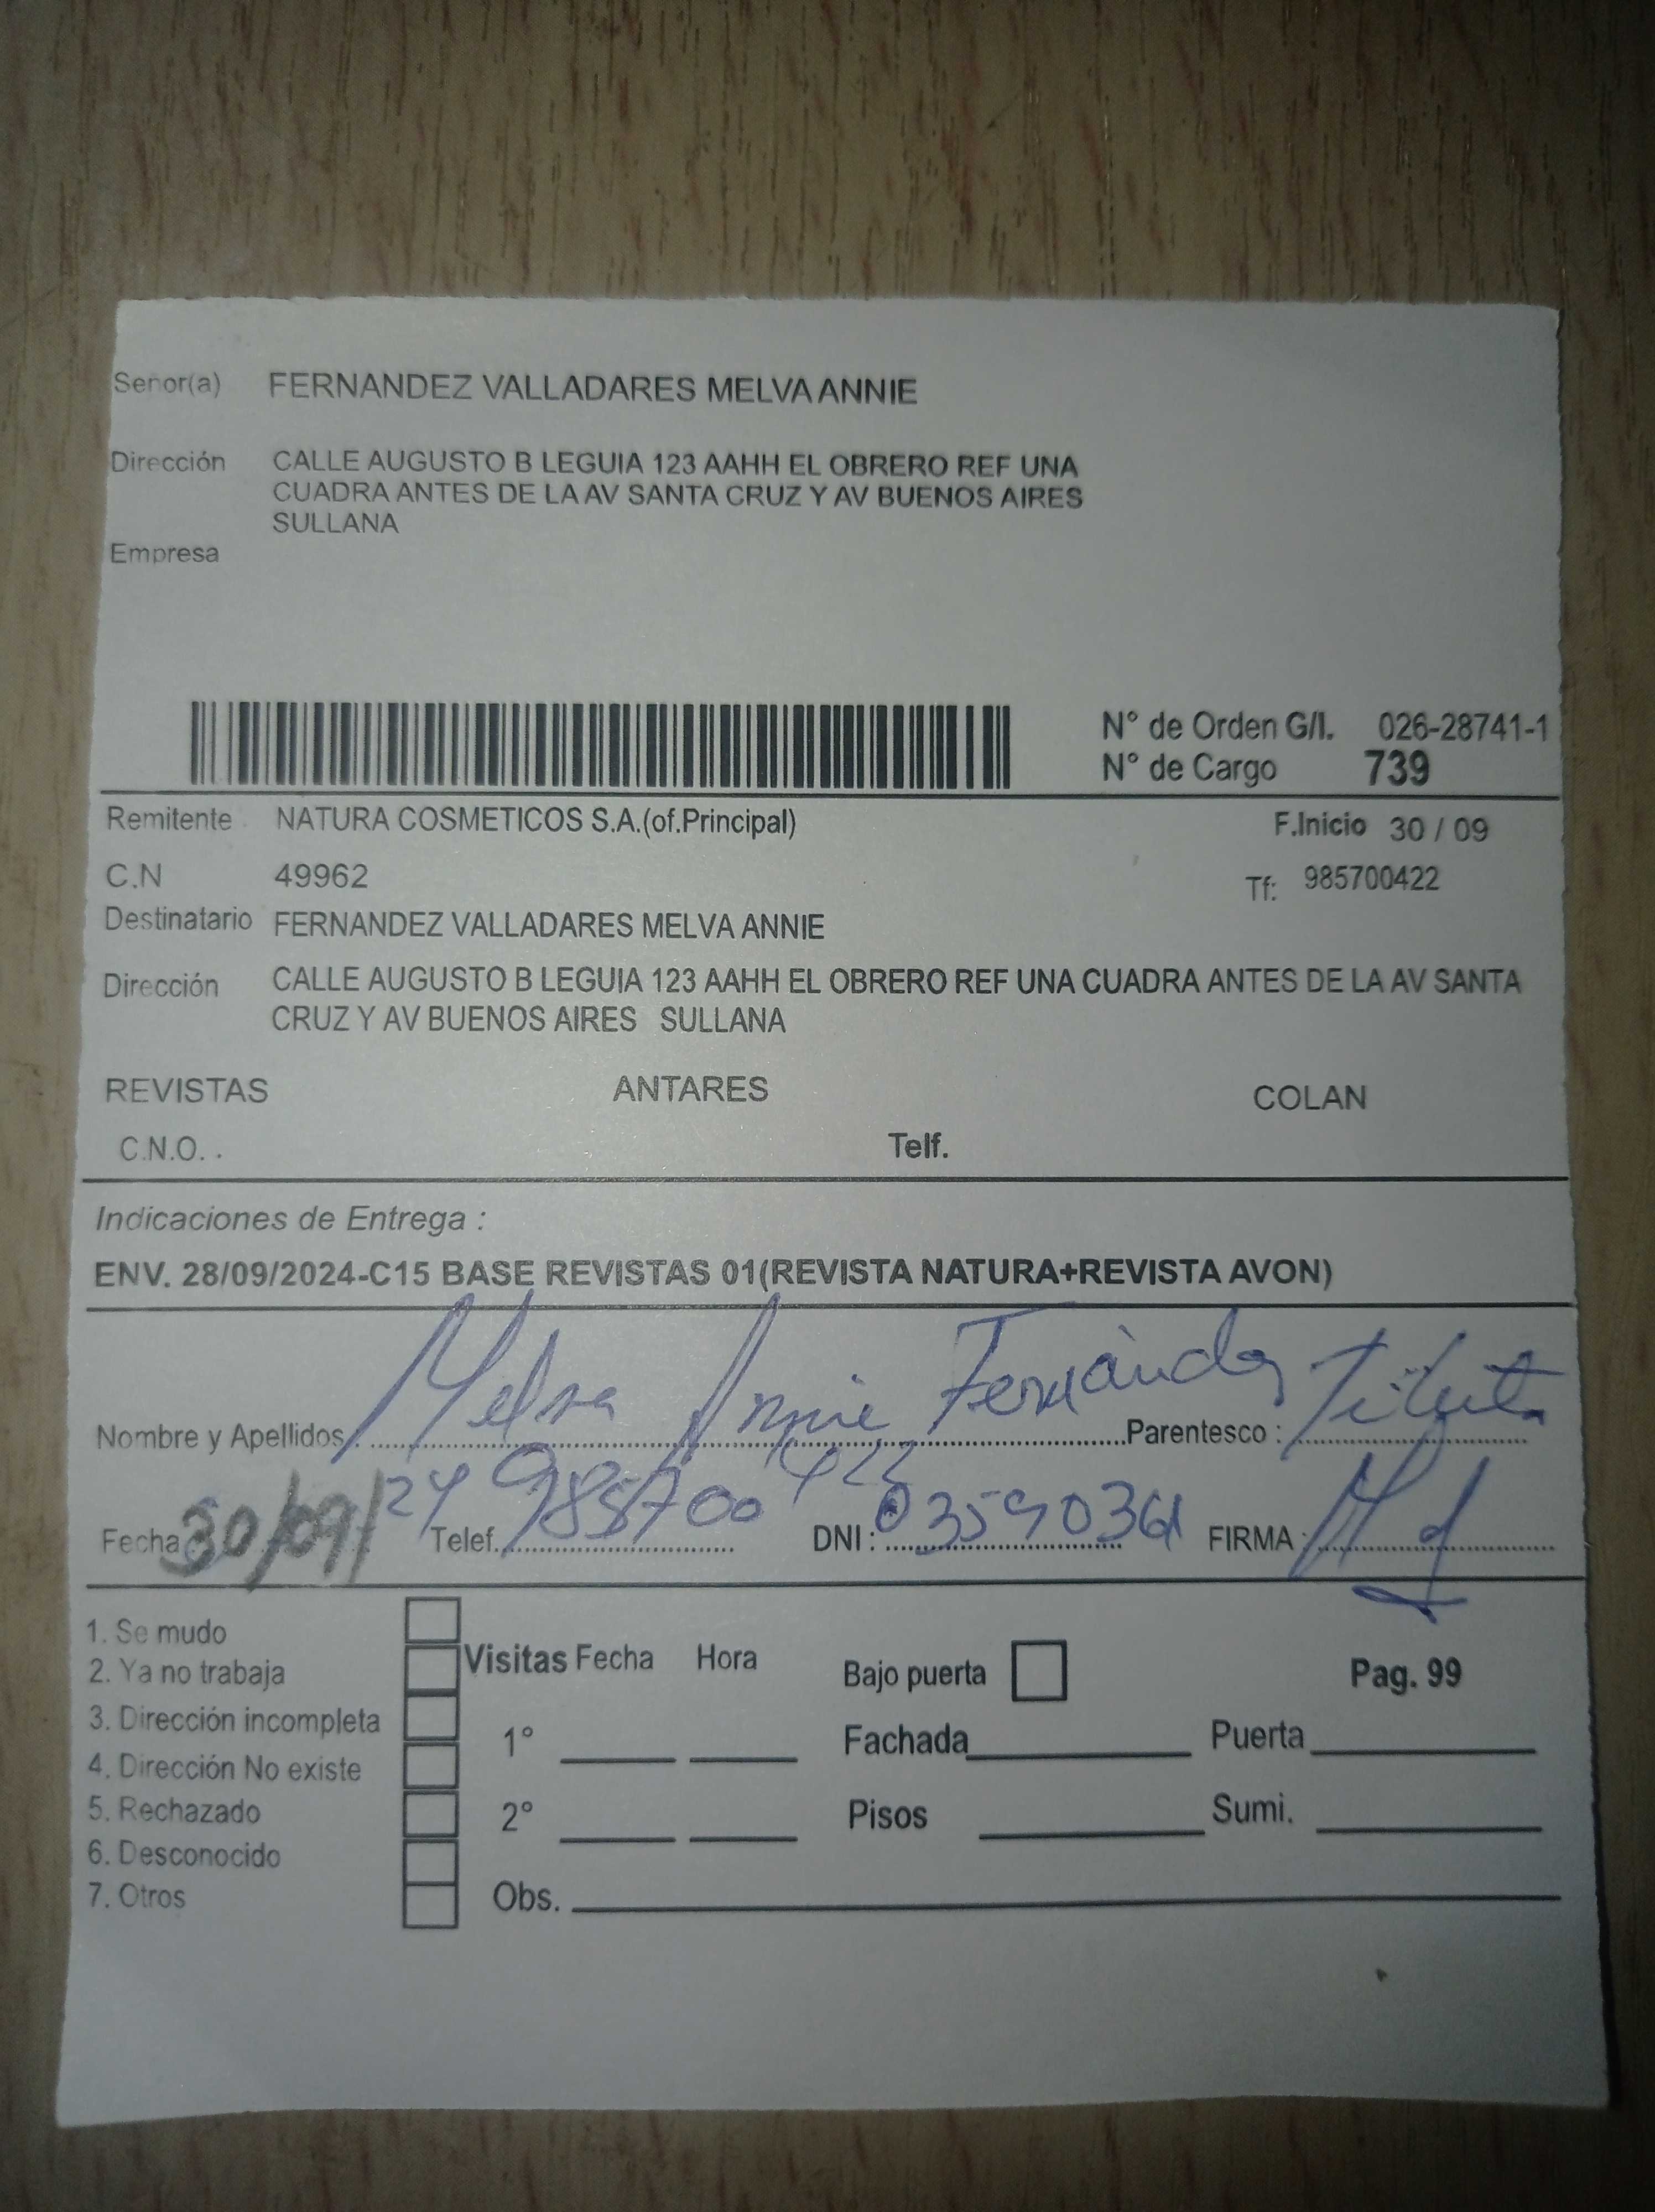 Señor(a) FERNANDEZ VALLADARES MELVA ANNIE
Dirección CALLE AUGUSTO B LEGUIA 123 AAHH EL OBRERO REF UNA
CUADRA ANTES DE LA AV SANTA CRUZ Y AV BUENOS AIRES
SULLANA
Empresa
N° de Orden G/I. 026-28741-1
N° de Cargo 739
Remitente NATURA COSMETICOS S.A.(of.Principal) F.Inicio 30 / 09
C.N 49962 Tf: 985700422
Destinatario FERNANDEZ VALLADARES MELVA ANNIE
Dirección CALLE AUGUSTO B LEGUIA 123 AAHH EL OBRERO REF UNA CUADRA ANTES DE LA AV SANTA
CRUZ Y AV BUENOS AIRES SULLANA
REVISTAS ANTARES COLAN
C.N.O. . Telf.
Indicaciones de Entrega :
ENV. 28/09/2024-C15 BASE REVISTAS 01(REVISTA NATURA+REVISTA AVON)
Nombre y Apellidos: Melva Annie Fernández Parentesco:
Fecha 30/09/24 Telef. 985700422 DNI: 03590361 FIRMA:
1. Se mudo
2. Ya no trabaja
3. Dirección incompleta
4. Dirección No existe
5. Rechazado
6. Desconocido
7. Otros
Visitas Fecha Hora
1°
2°
Obs.
Bajo puerta Pag. 99
Fachada Puerta
Pisos Sumi.